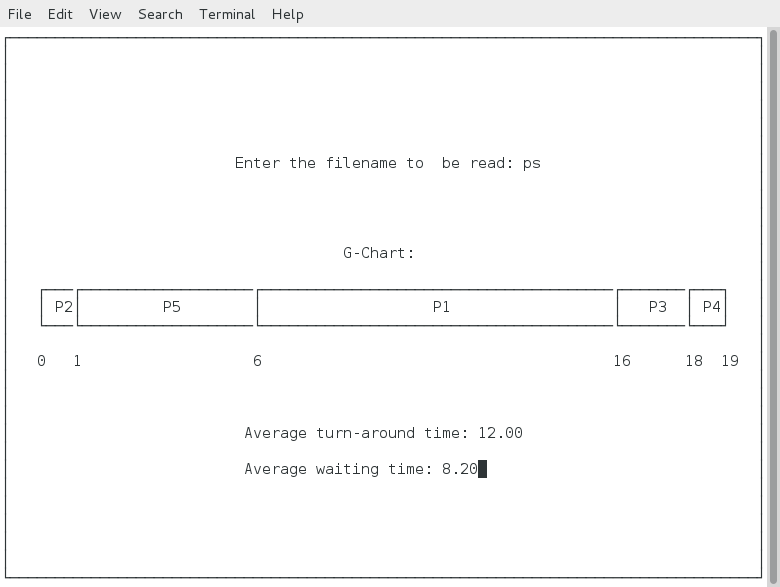 File Edit View Search Terminal Help
Enter the filename to  be read: ps
G-Chart:
P2 P5 P1 P3 P4
0 1 6 16 18 19
Average turn-around time: 12.00
Average waiting time: 8.20